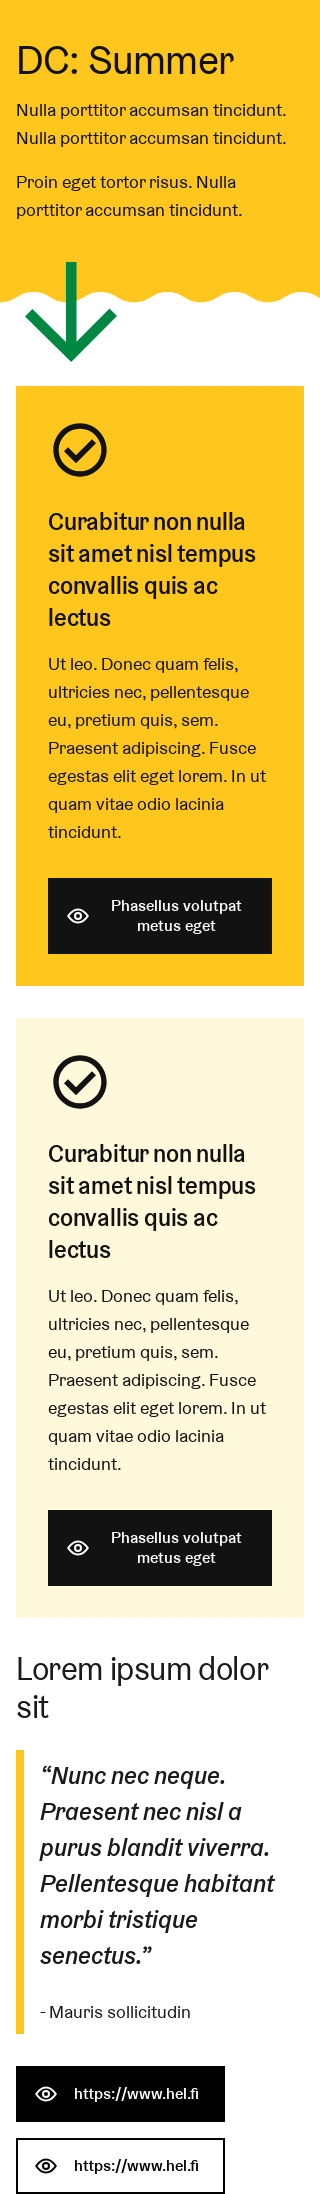 DC: Summer
Nulla porttitor accumsan tincidunt.
Nulla porttitor accumsan tincidunt.
Proin eget tortor risus. Nulla
porttitor accumsan tincidunt.
Curabitur non nulla
sit amet nisl tempus
convallis quis ac
lectus
Ut leo. Donec quam felis,
ultricies nec, pellentesque
eu, pretium quis, sem.
Praesent adipiscing. Fusce
egestas elit eget lorem. In ut
quam vitae odio lacinia
tincidunt.
Phasellus volutpat
metus eget
Curabitur non nulla
sit amet nisl tempus
convallis quis ac
lectus
Ut leo. Donec quam felis,
ultricies nec, pellentesque
eu, pretium quis, sem.
Praesent adipiscing. Fusce
egestas elit eget lorem. In ut
quam vitae odio lacinia
tincidunt.
Phasellus volutpat
metus eget
Lorem ipsum dolor
sit
“Nunc nec neque.
Praesent nec nisl a
purus blandit viverra.
Pellentesque habitant
morbi tristique
senectus.”
- Mauris sollicitudin
https://www.hel.fi
https://www.hel.fi